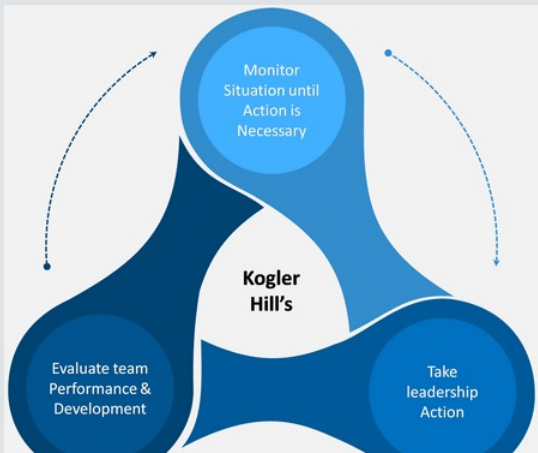 Monitor
Situation until
Action is
Necessary
Kogler
Hill's
Evaluate team
Performance &
Development
Take
leadership
Action